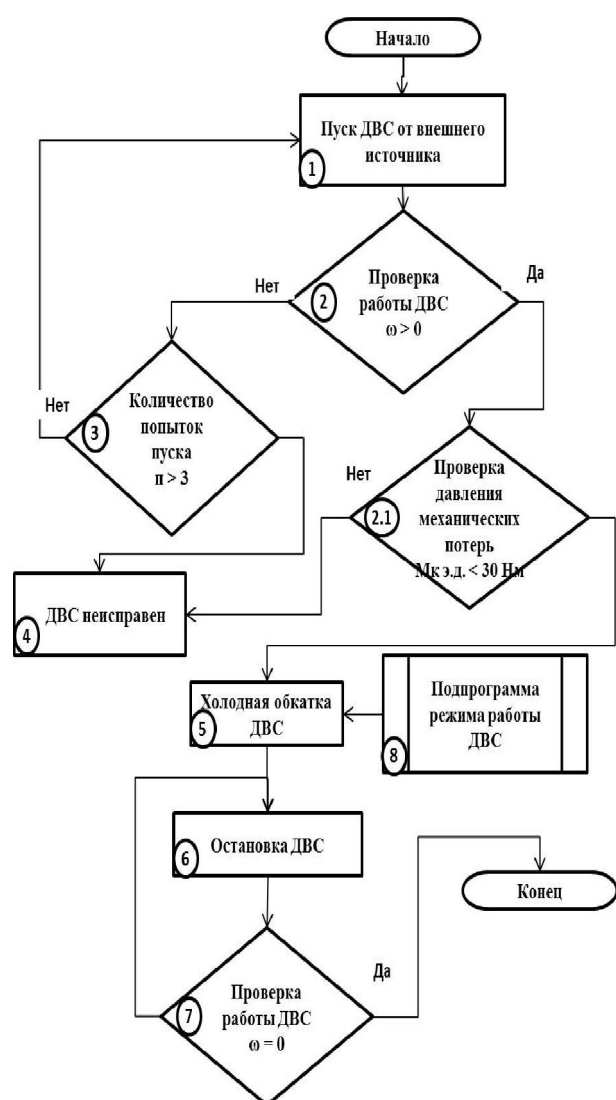 Начало
Пуск ДВС от внешнего
источника
1
Проверка
работы ДВС
ω > 0
2
Нет
Да
Количество
попыток
пуска
п > 3
3
Нет
Проверка
давления
механических
потерь
Мк э.д. < 30 Нм
2.1
Нет
ДВС неисправен
4
Холодная обкатка
ДВС
5
Подпрограмма
режима работы
ДВС
8
Остановка ДВС
6
Конец
Проверка
работы ДВС
ω = 0
7
Да